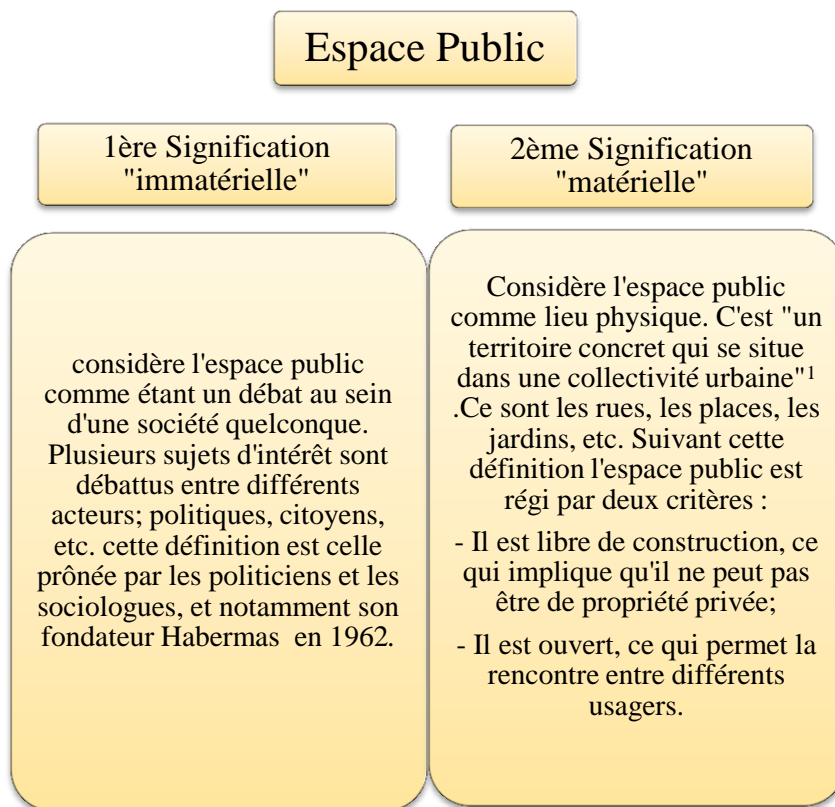 Espace Public
1ère Signification
"immatérielle"
considère l'espace public
comme étant un débat au sein
d'une société quelconque.
Plusieurs sujets d'intérêt sont
débattus entre différents
acteurs; politiques, citoyens,
etc. cette définition est celle
prônée par les politiciens et les
sociologues, et notamment son
fondateur Habermas en 1962.
2ème Signification
"matérielle"
Considère l'espace public
comme lieu physique. C'est "un
territoire concret qui se situe
dans une collectivité urbaine"¹
.Ce sont les rues, les places, les
jardins, etc. Suivant cette
définition l'espace public est
régi par deux critères :
- Il est libre de construction, ce
qui implique qu'il ne peut pas
être de propriété privée;
- Il est ouvert, ce qui permet la
rencontre entre différents
usagers.